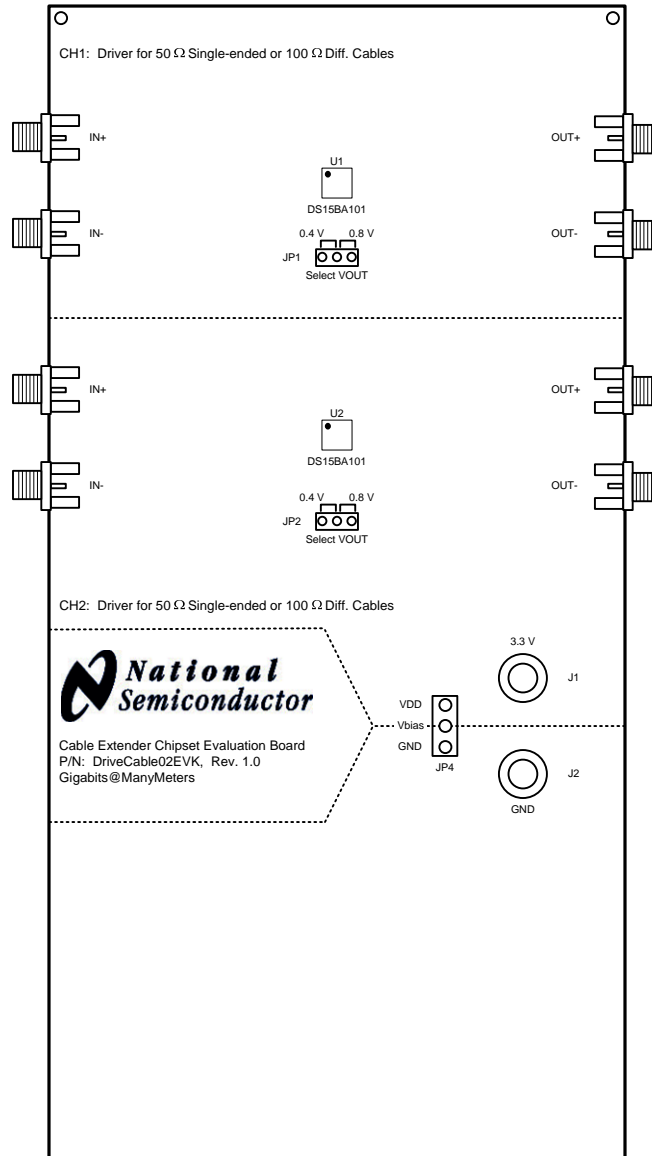 CH1: Driver for 50 Ω Single-ended or 100 Ω Diff. Cables
IN+
OUT+
U1
DS15BA101
IN-
OUT-
0.4 V 0.8 V
JP1
Select VOUT
IN+
OUT+
U2
DS15BA101
IN-
OUT-
0.4 V 0.8 V
JP2
Select VOUT
CH2: Driver for 50 Ω Single-ended or 100 Ω Diff. Cables
National
Semiconductor
Cable Extender Chipset Evaluation Board
P/N: DriveCable02EVK, Rev. 1.0
Gigabits@ManyMeters
3.3 V
J1
VDD
Vbias
GND
JP4
J2
GND